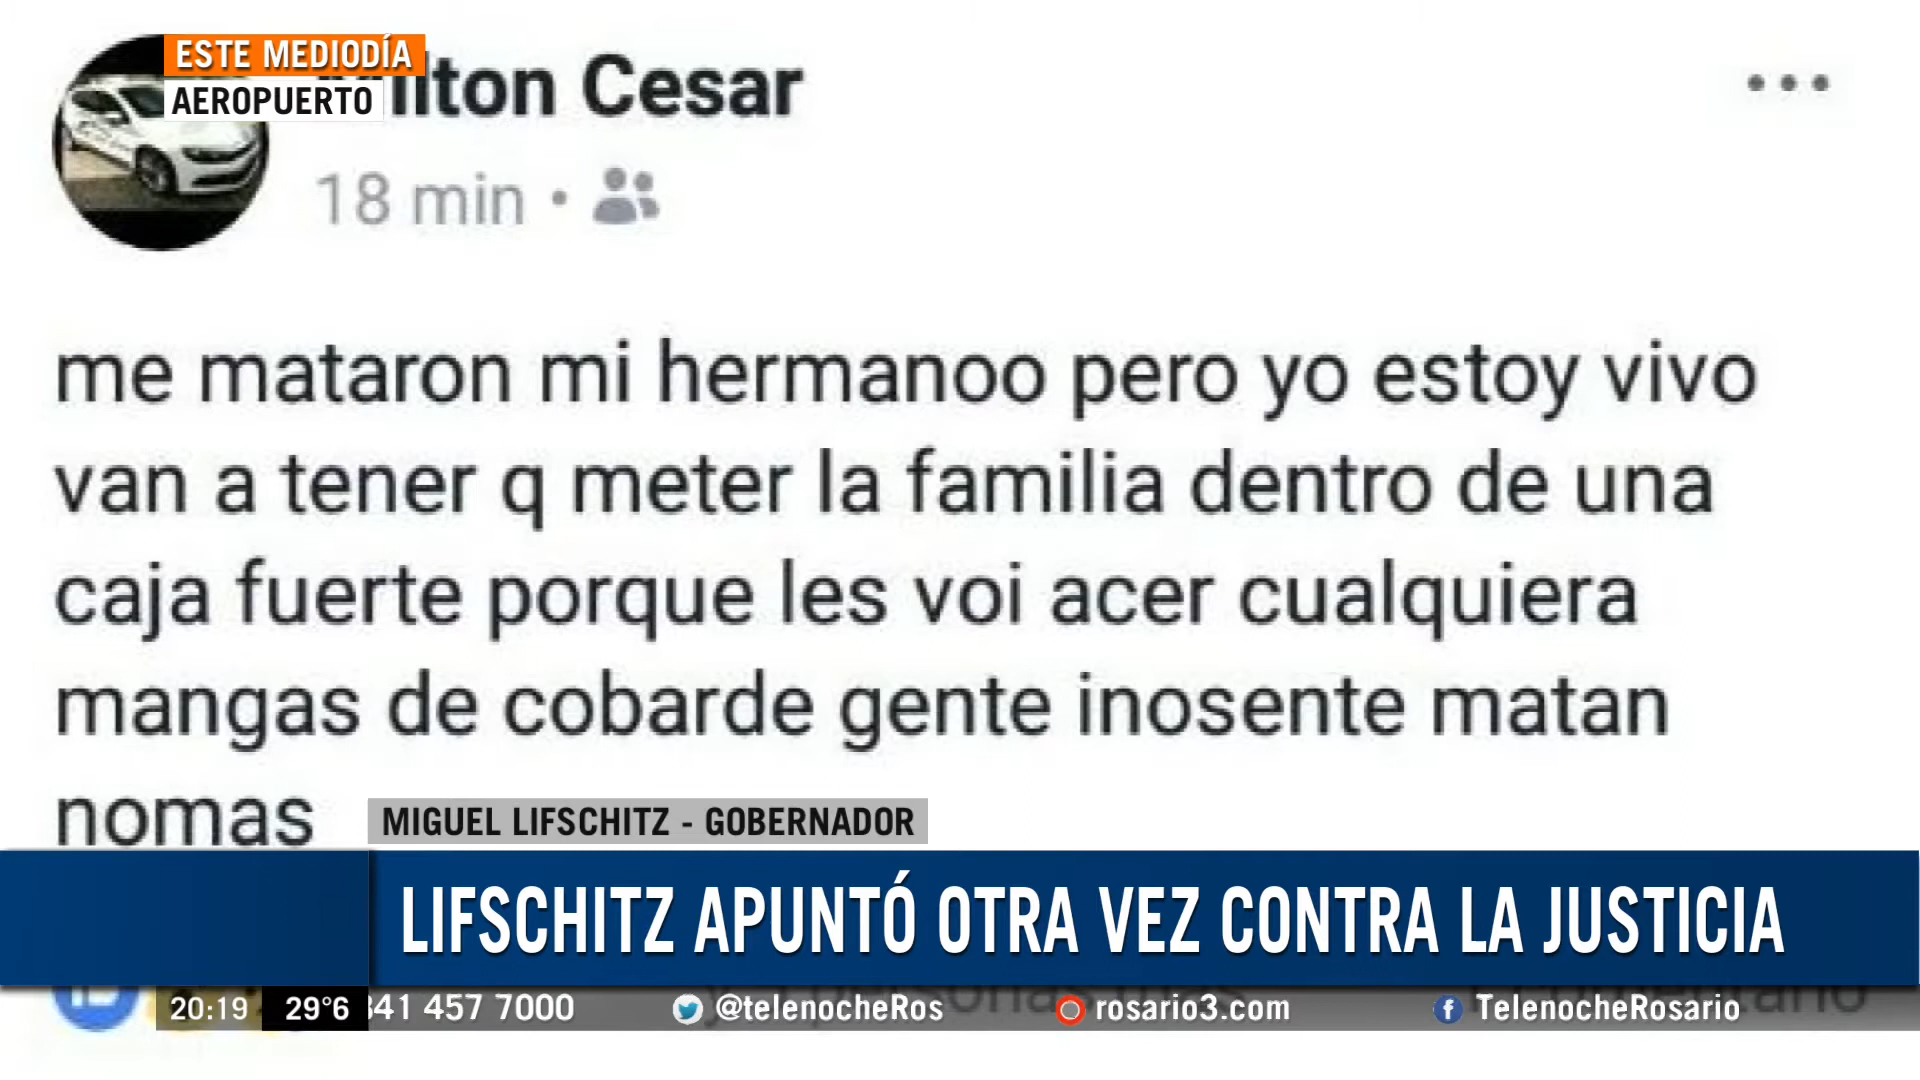 ESTE MEDIODÍA
AEROPUERTO
Cesar
18 min
me mataron mi hermanoo pero yo estoy vivo
van a tener q meter la familia dentro de una
caja fuerte porque les voi acer cualquiera
mangas de cobarde gente inosente matan
nomas
MIGUEL LIFSCHITZ - GOBERNADOR
LIFSCHITZ APUNTÓ OTRA VEZ CONTRA LA JUSTICIA
20:19 29°6 341 457 7000 @telenocheRos rosario3.com TelenocheRosario